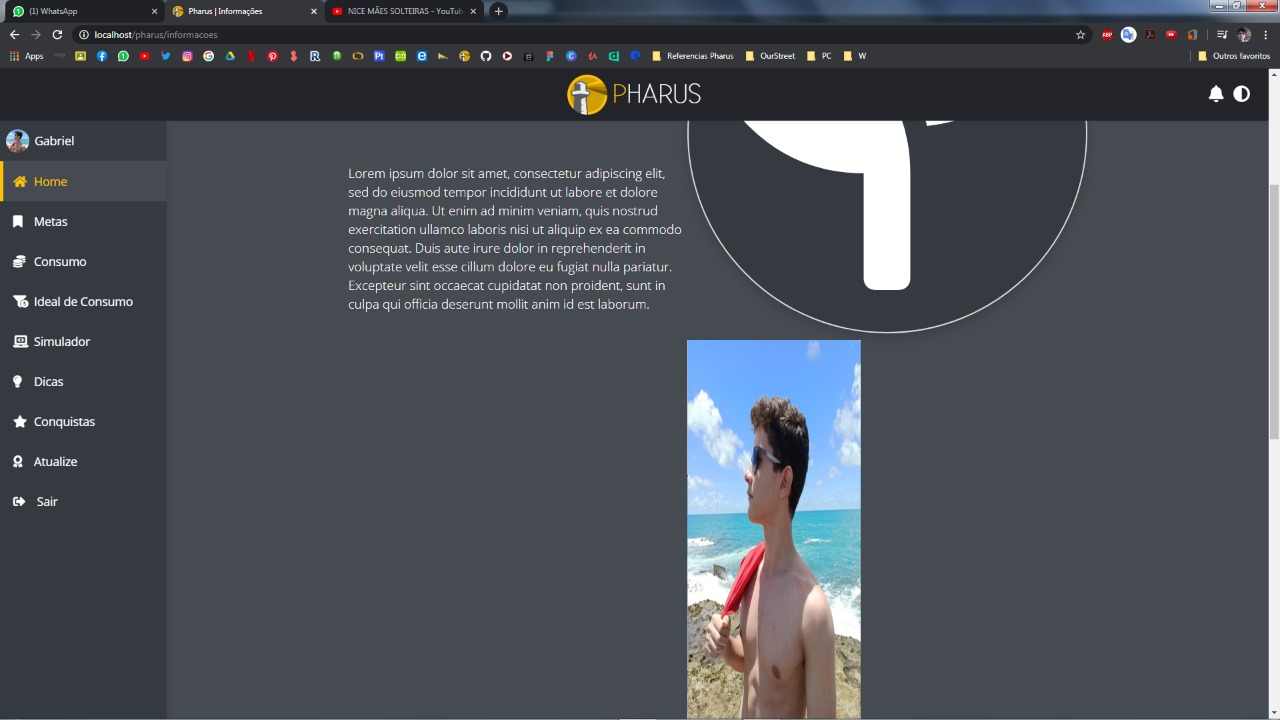 (1) WhatsApp
Pharus | Informações
NICE MÃES SOLTEIRAS - YouTub
localhost/pharus/informacoes
ABP
Apps
Referencias Pharus
OurStreet
PC
W
Outros favoritos
PHARUS
Gabriel
Home
Metas
Consumo
Ideal de Consumo
Simulador
Dicas
Conquistas
Atualize
Sair
Lorem ipsum dolor sit amet, consectetur adipiscing elit,
sed do eiusmod tempor incididunt ut labore et dolore
magna aliqua. Ut enim ad minim veniam, quis nostrud
exercitation ullamco laboris nisi ut aliquip ex ea commodo
consequat. Duis aute irure dolor in reprehenderit in
voluptate velit esse cillum dolore eu fugiat nulla pariatur.
Excepteur sint occaecat cupidatat non proident, sunt in
culpa qui officia deserunt mollit anim id est laborum.